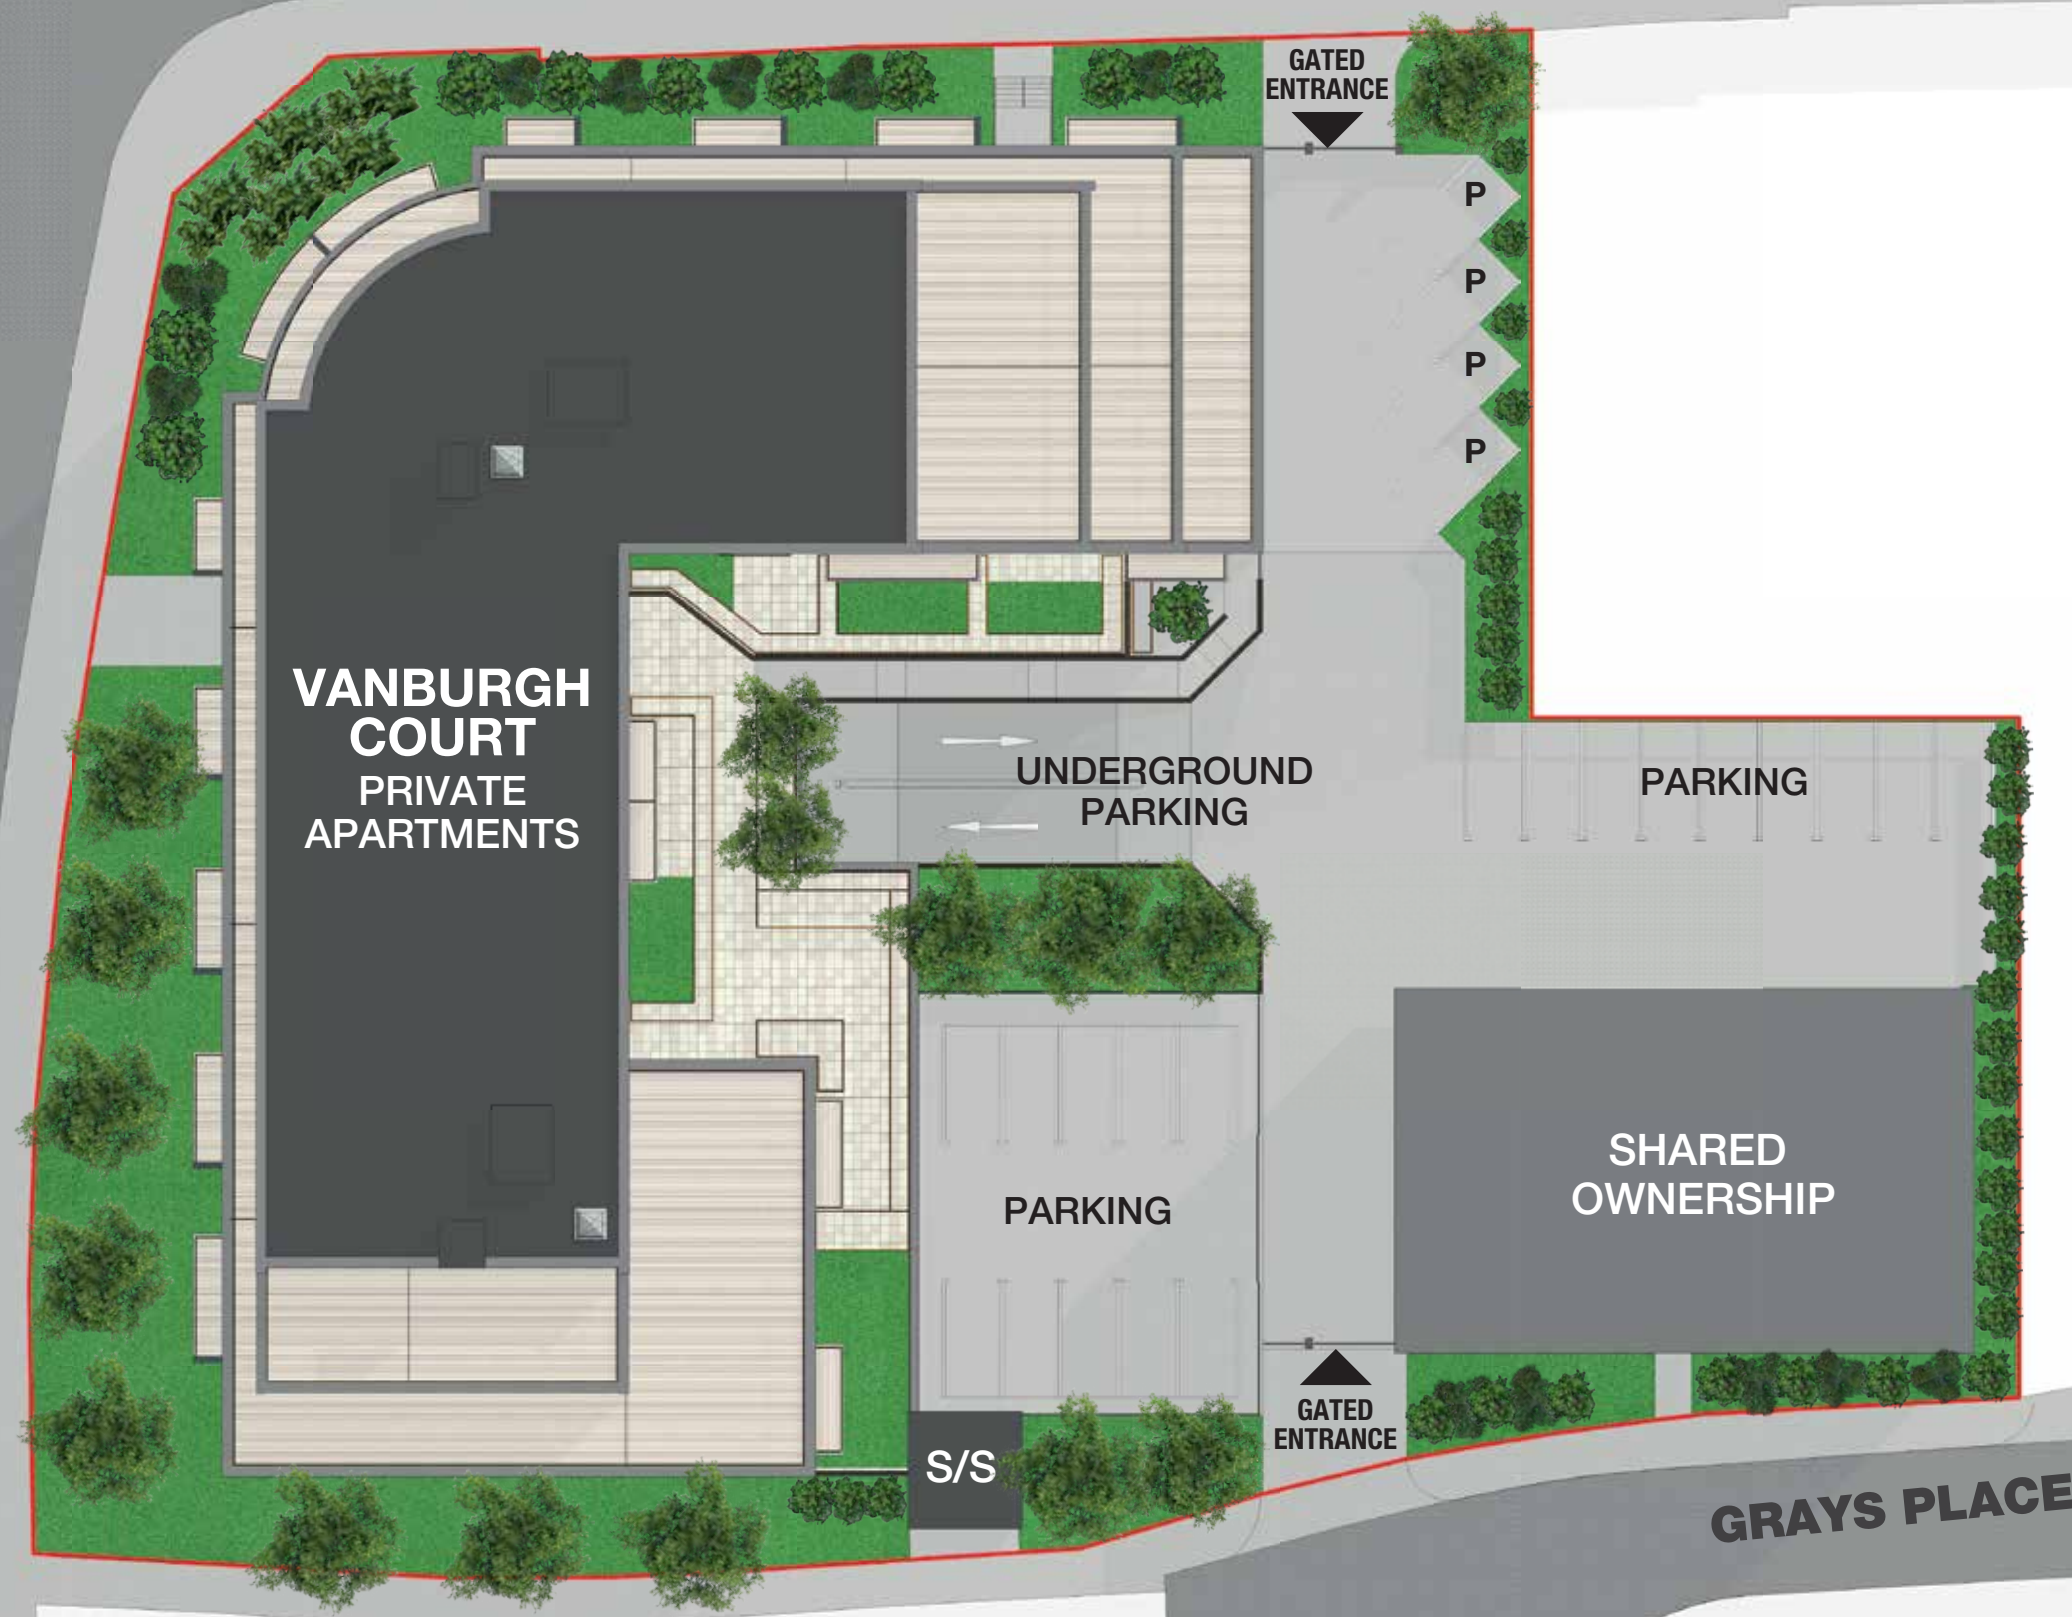 GATED
ENTRANCE
P
P
P
P
VANBURGH
COURT
PRIVATE
APARTMENTS
UNDERGROUND
PARKING
PARKING
SHARED
OWNERSHIP
PARKING
GATED
ENTRANCE
S/S
GRAYS PLACE